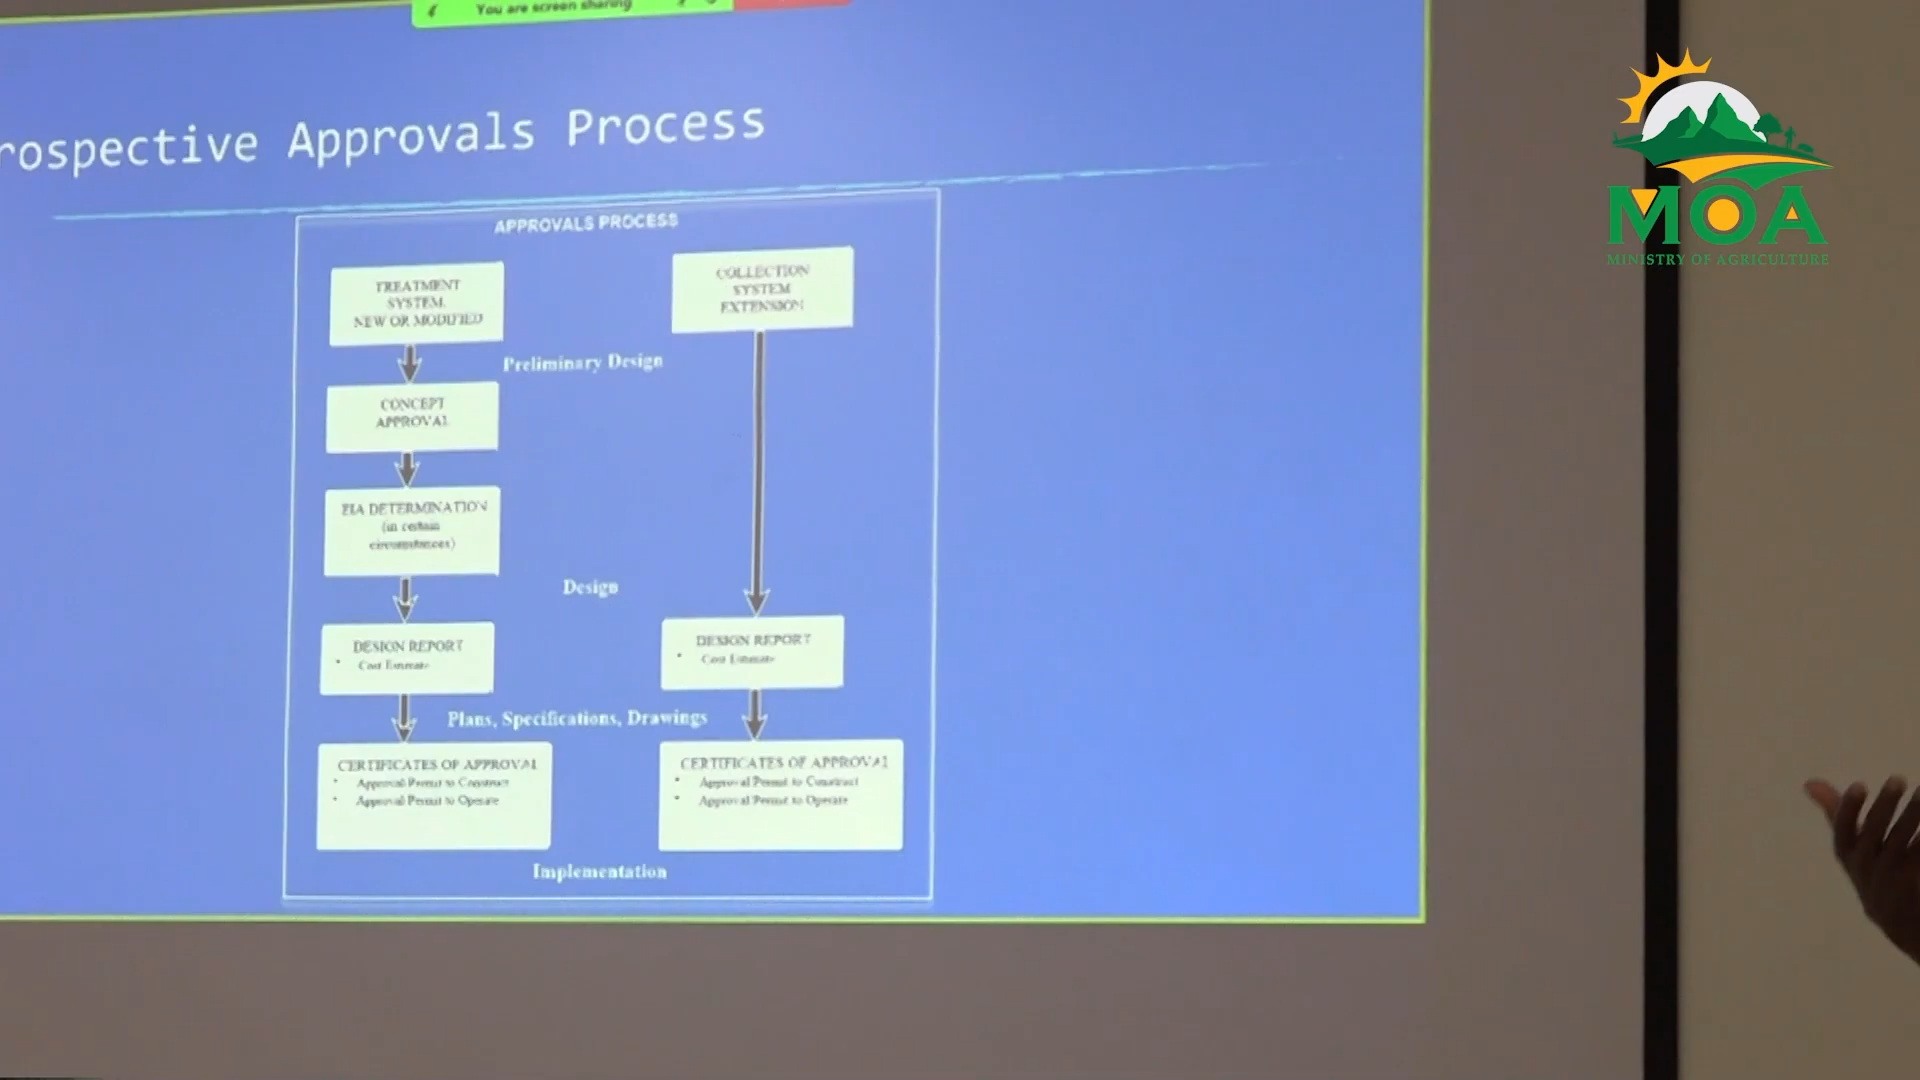 You are screen sharing
rospective Approvals Process
MOA
MINISTRY OF AGRICULTURE
APPROVALS PROCESS
TREATMENT
SYSTEM,
NEW OR MODIFIED
COLLECTION
SYSTEM
EXTENSION
Preliminary Design
CONCEPT
APPROVAL
EIA DETERMINATION
(in certain
circumstances)
Design
DESIGN REPORT
• Cost Estimate
DESIGN REPORT
• Cost Estimate
Plans, Specifications, Drawings
CERTIFICATES OF APPROVAL
• Approval/Permit to Construct
• Approval/Permit to Operate
CERTIFICATES OF APPROVAL
• Approval/Permit to Construct
• Approval/Permit to Operate
Implementation